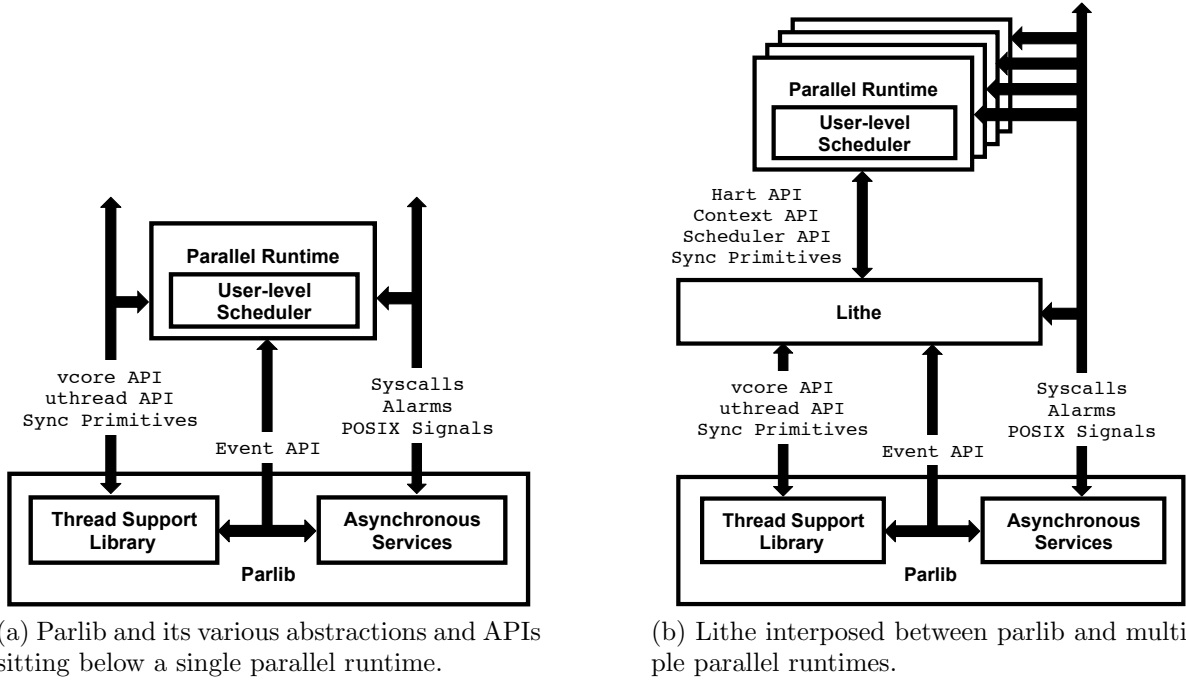 Parallel Runtime
User-level
Scheduler
vcore API
uthread API
Sync Primitives
Syscalls
Alarms
POSIX Signals
Event API
Thread Support
Library
Asynchronous
Services
Parlib
(a) Parlib and its various abstractions and APIs
sitting below a single parallel runtime.
Parallel Runtime
User-level
Scheduler
Hart API
Context API
Scheduler API
Sync Primitives
Lithe
vcore API
uthread API
Sync Primitives
Syscalls
Alarms
POSIX Signals
Event API
Thread Support
Library
Asynchronous
Services
Parlib
(b) Lithe interposed between parlib and multi
ple parallel runtimes.